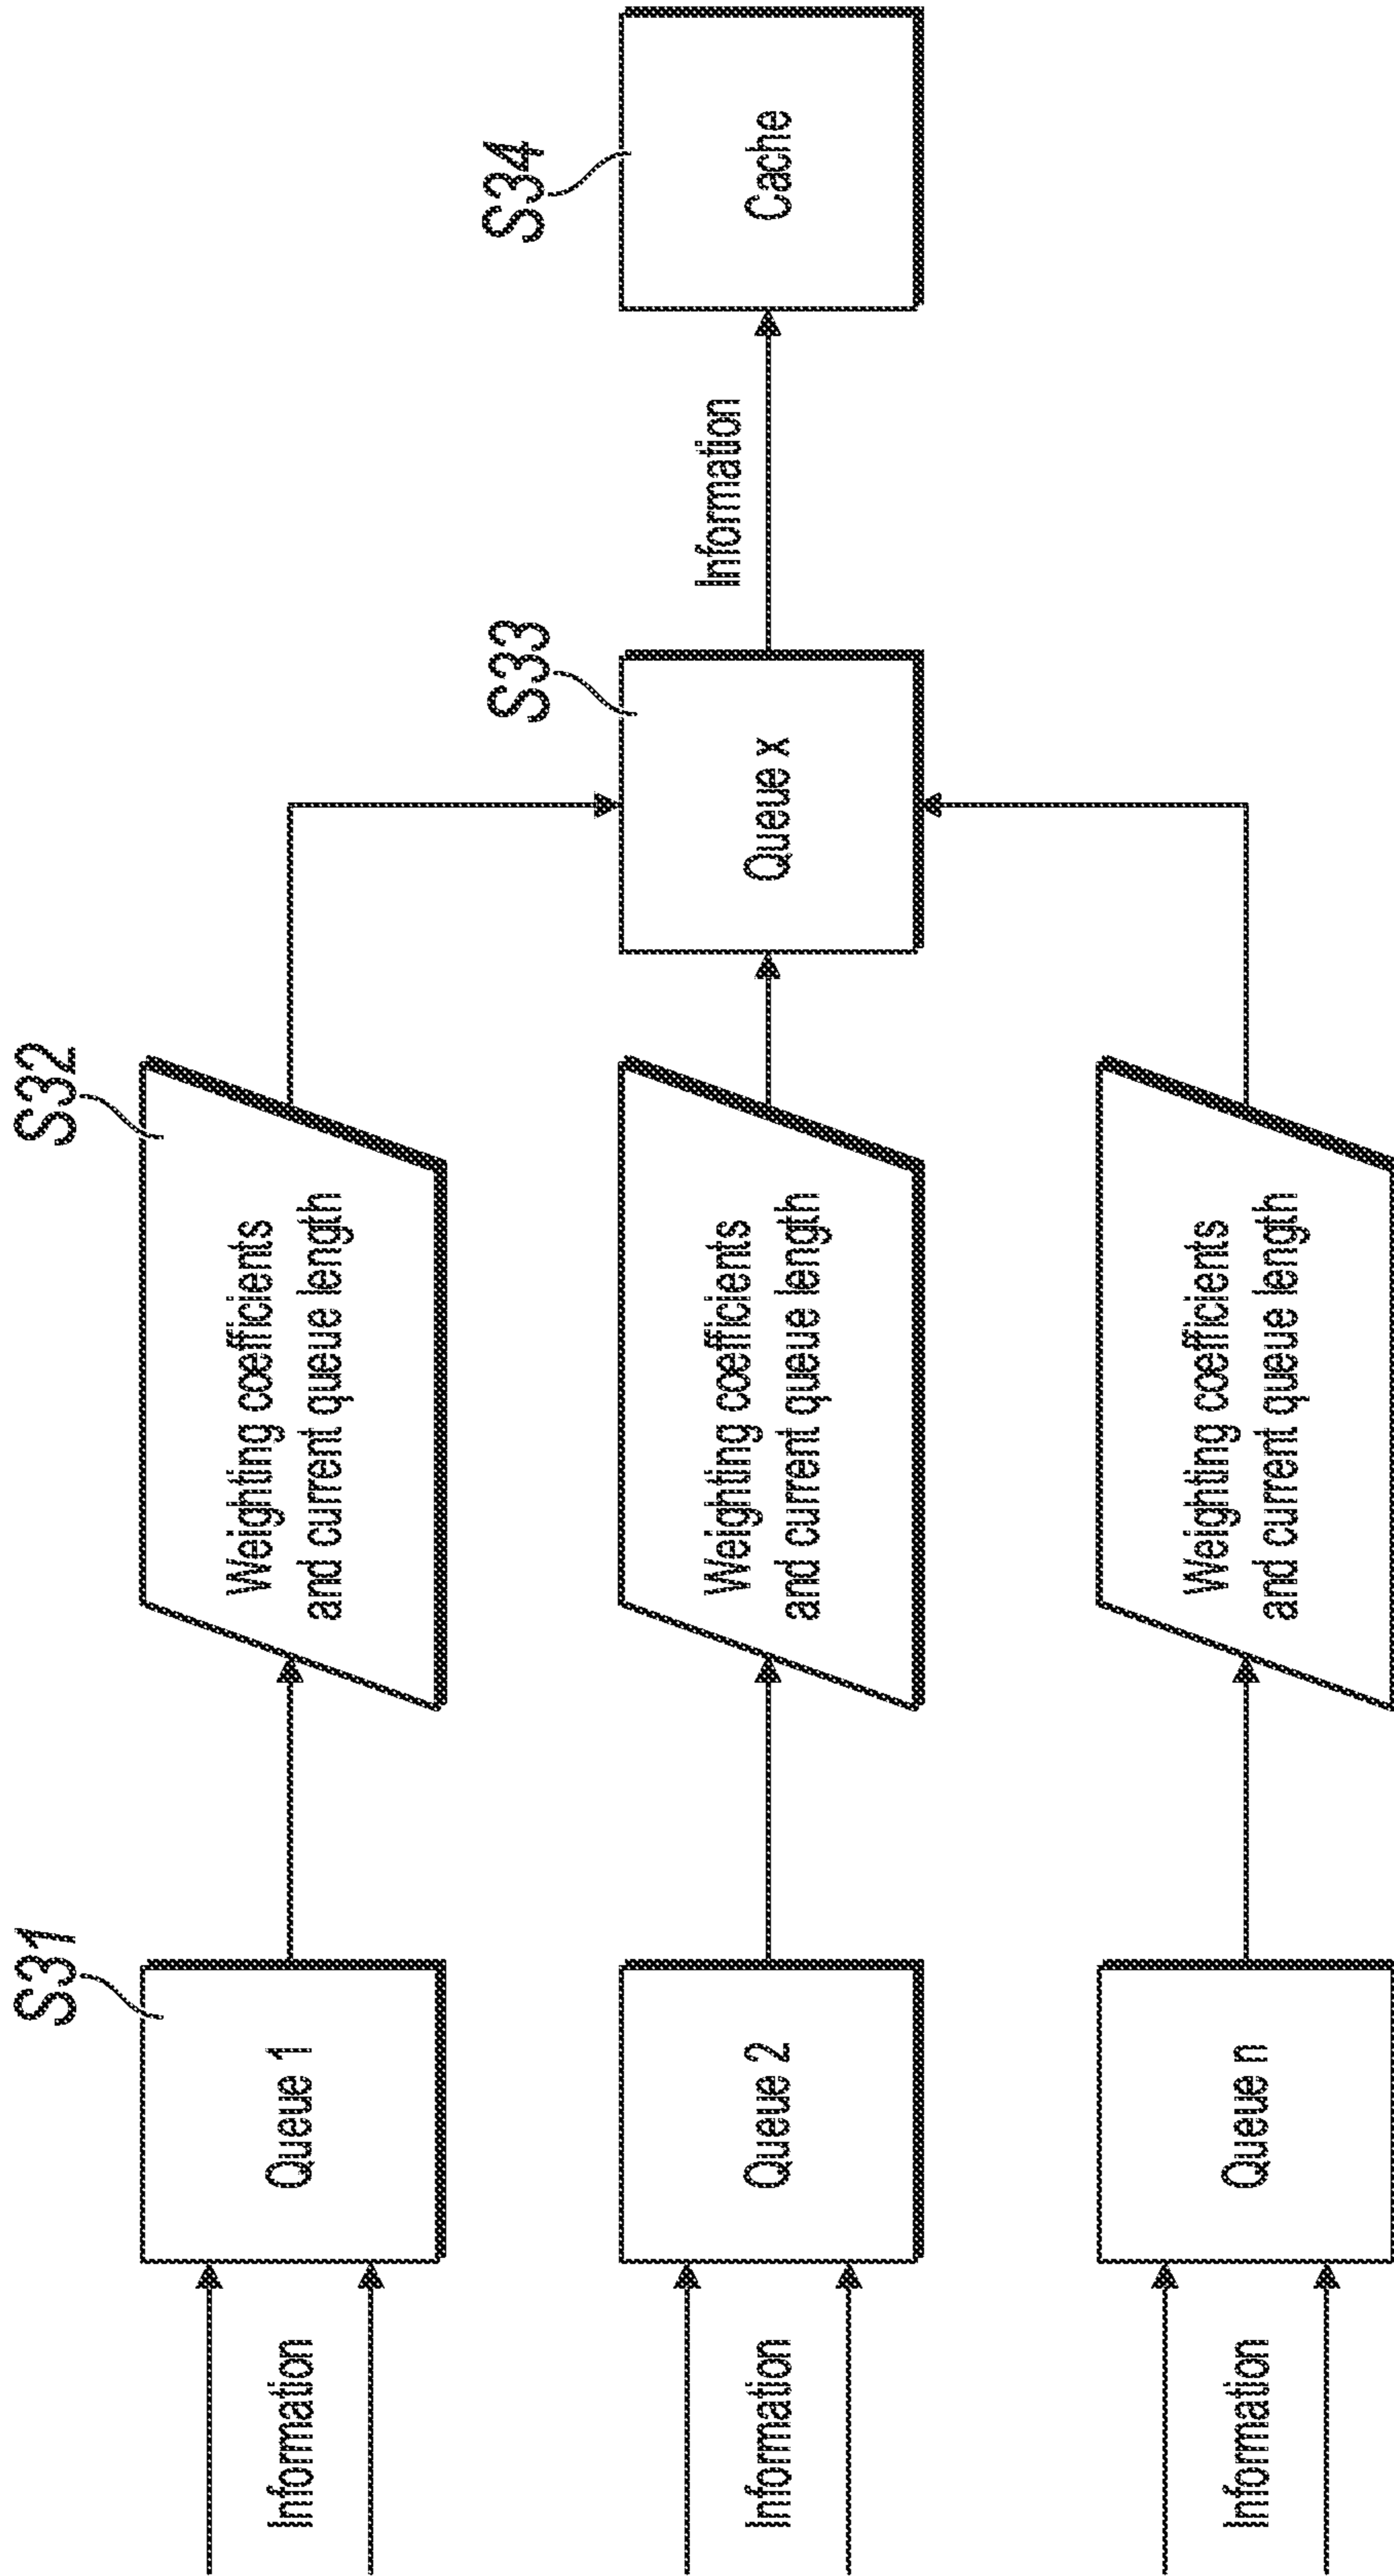 S31
S32
Information
Queue 1
Weighting coefficients
and current queue length
S33
S34
Information
Queue 2
Weighting coefficients
and current queue length
Queue x
Information
Cache
Information
Queue n
Weighting coefficients
and current queue length